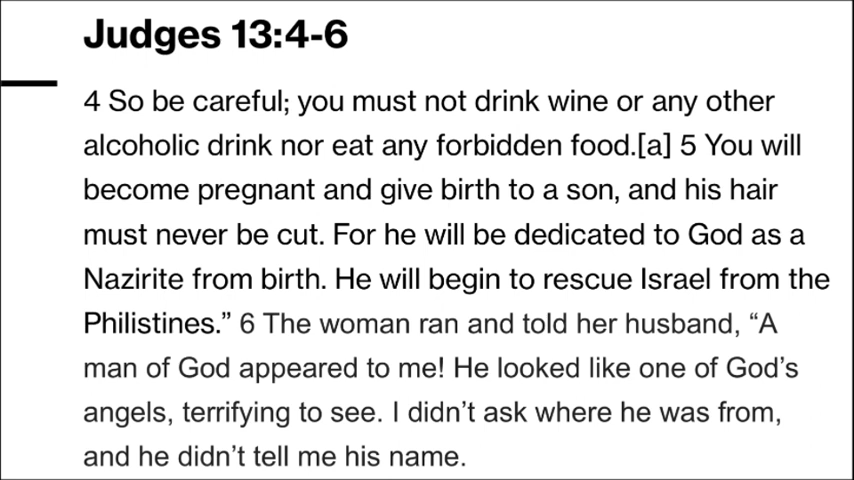 Judges 13:4-6
4 So be careful; you must not drink wine or any other
alcoholic drink nor eat any forbidden food.[a] 5 You will
become pregnant and give birth to a son, and his hair
must never be cut. For he will be dedicated to God as a
Nazirite from birth. He will begin to rescue Israel from the
Philistines.” 6 The woman ran and told her husband, “A
man of God appeared to me! He looked like one of God’s
angels, terrifying to see. I didn’t ask where he was from,
and he didn’t tell me his name.